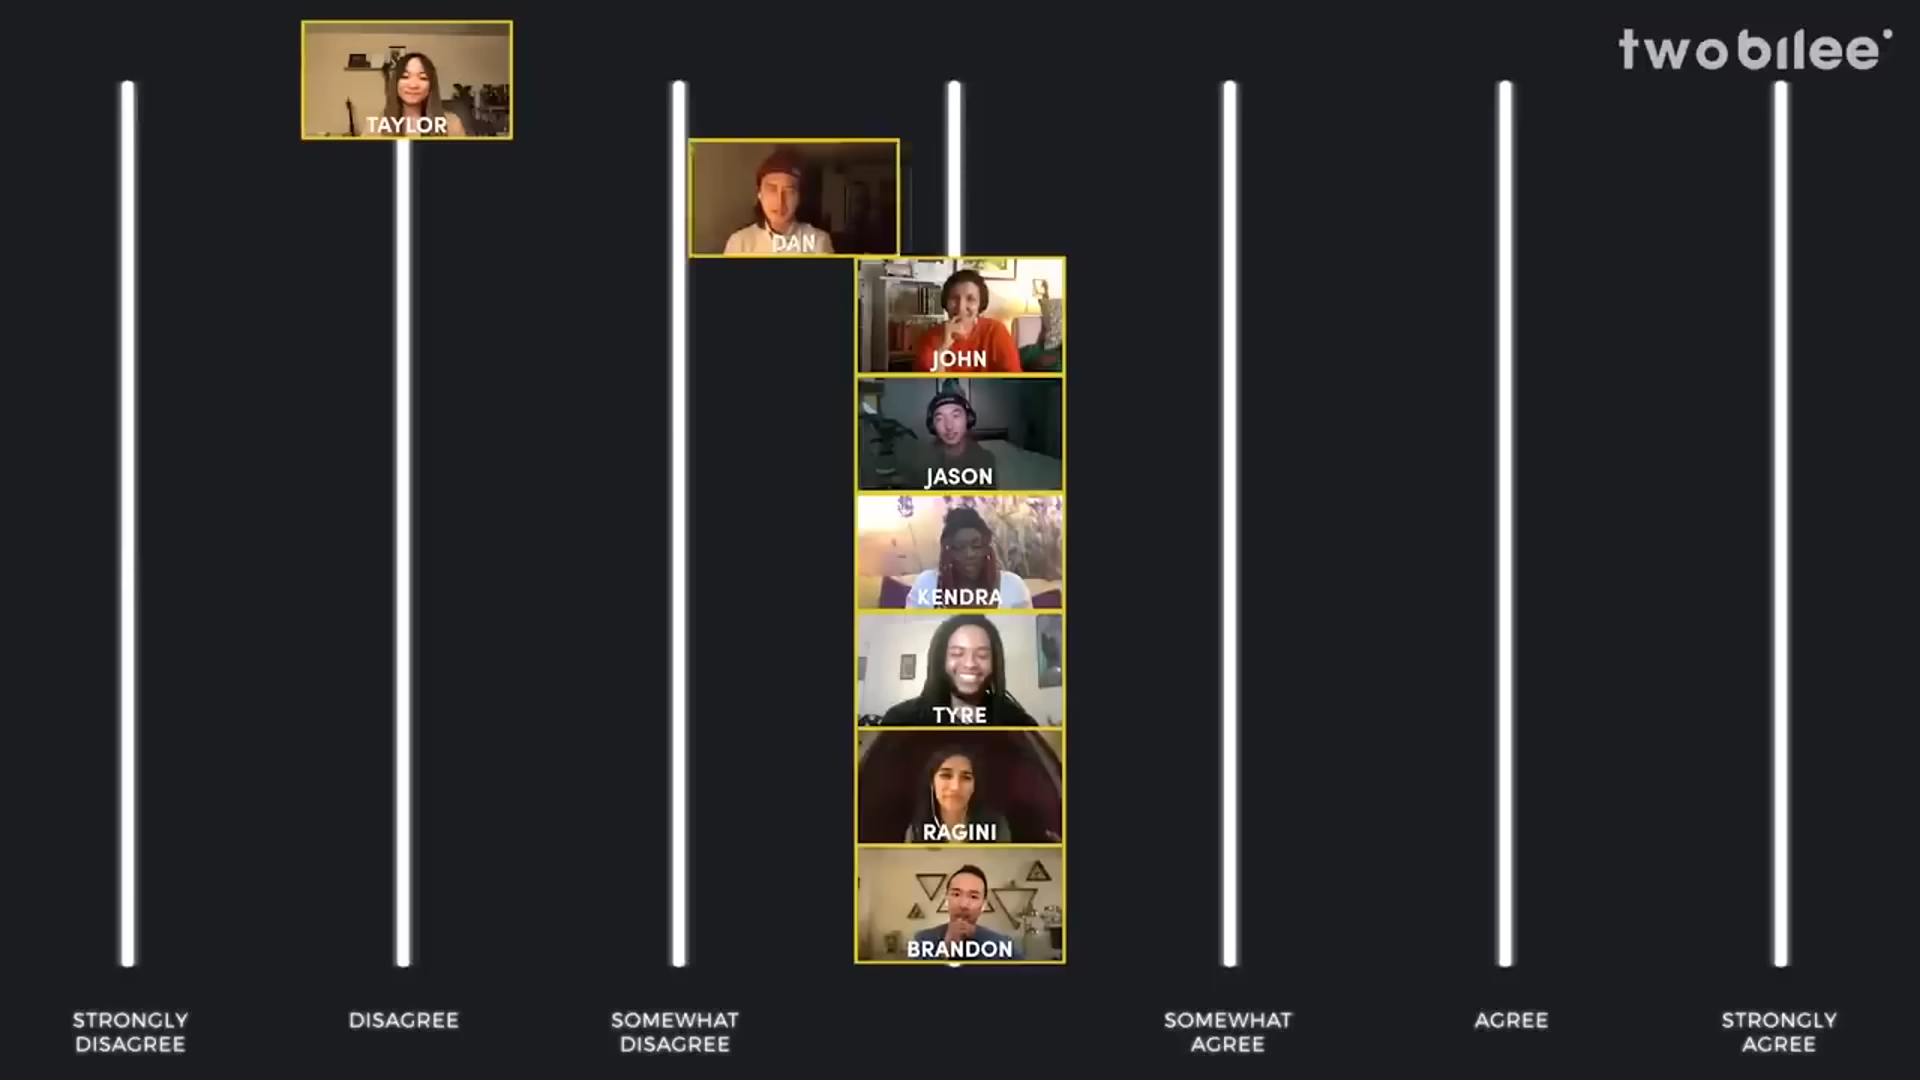 twobilee
TAYLOR
DAN
JOHN
JASON
KENDRA
TYRE
RAGINI
BRANDON
STRONGLY
DISAGREE
DISAGREE
SOMEWHAT
DISAGREE
SOMEWHAT
AGREE
AGREE
STRONGLY
AGREE